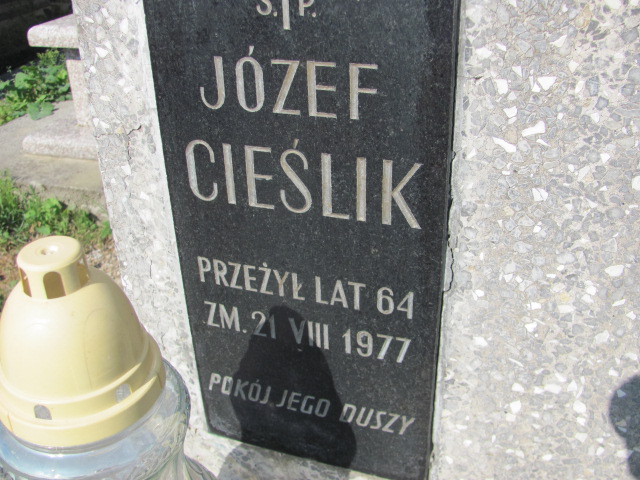 Ś.P.
JÓZEF
CIEŚLIK
PRZEŻYŁ LAT 64
ZM. 21 VIII 1977
POKÓJ JEGO DUSZY